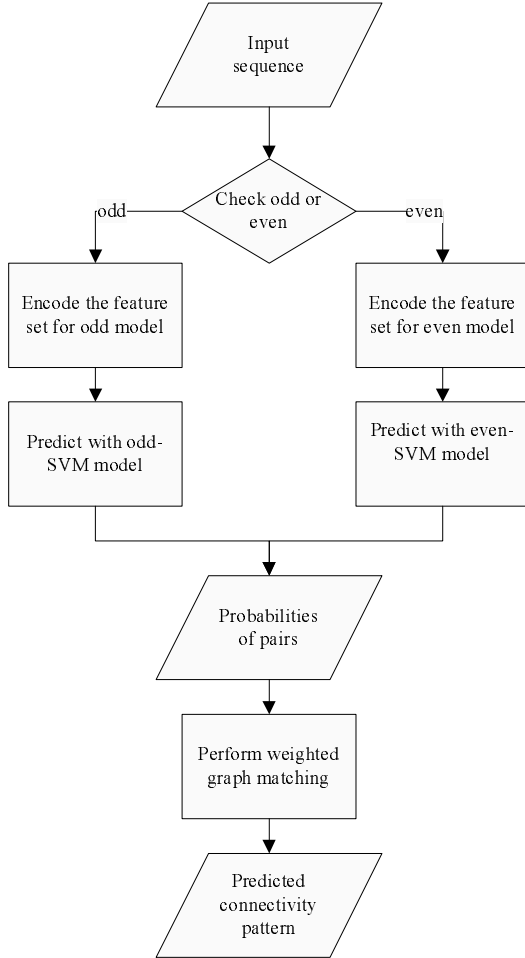 Input
sequence
Check odd or
even
odd
even
Encode the feature
set for odd model
Encode the feature
set for even model
Predict with odd-
SVM model
Predict with even-
SVM model
Probabilities
of pairs
Perform weighted
graph matching
Predicted
connectivity
pattern